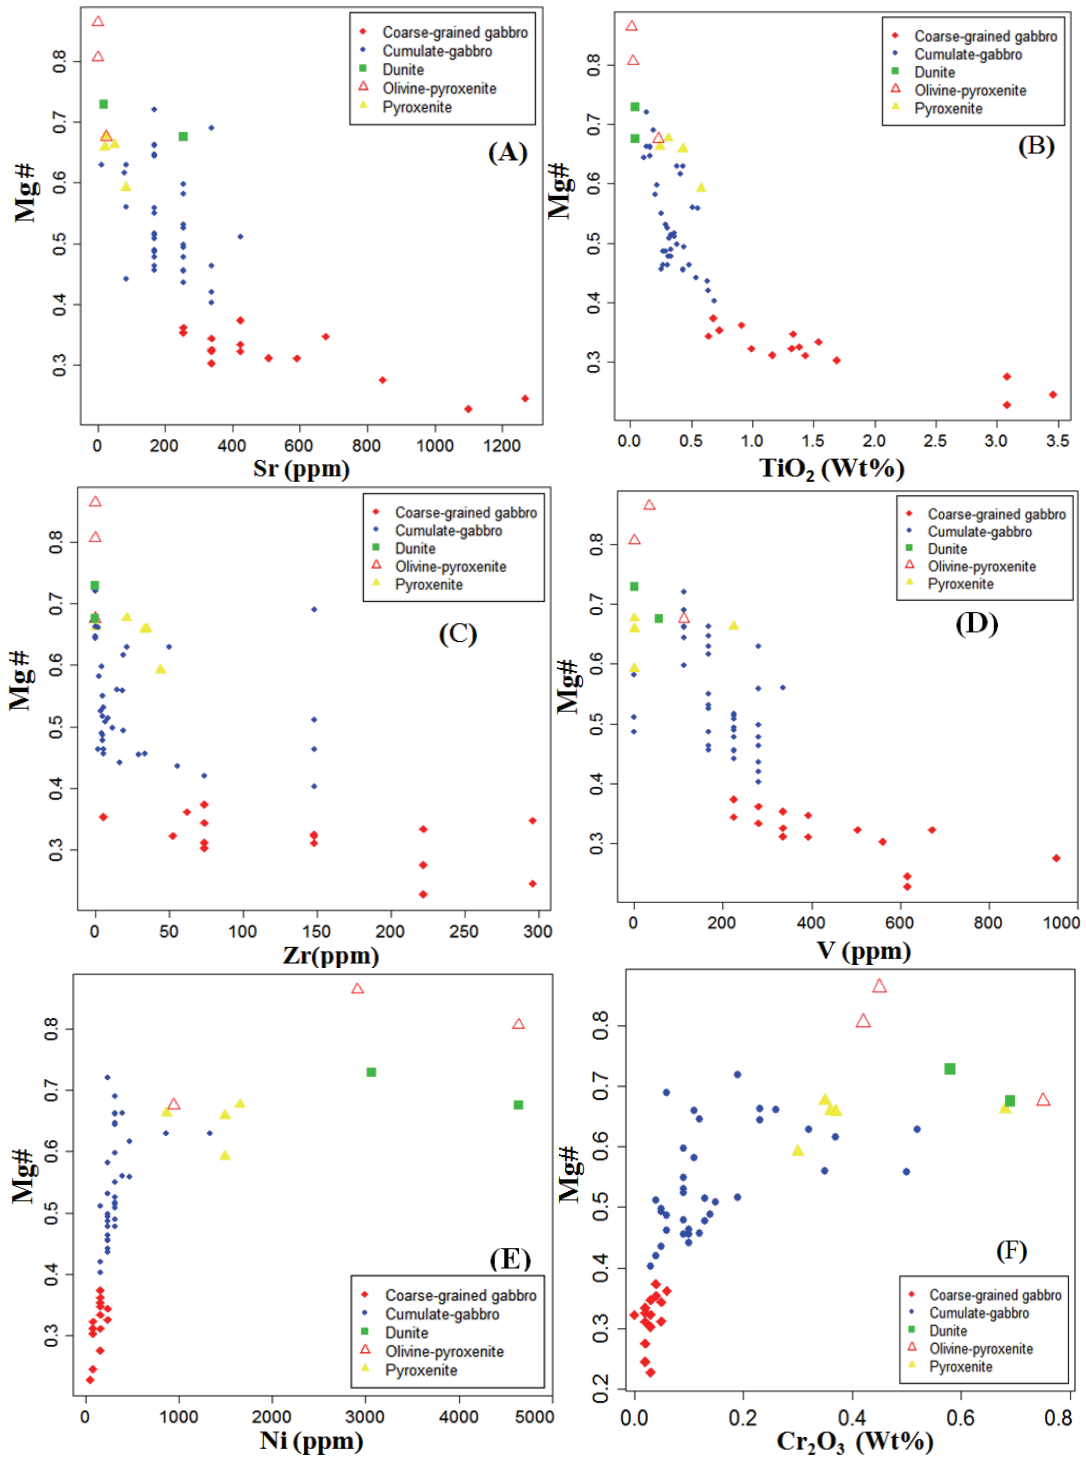 Coarse-grained gabbro
Cumulate-gabbro
Dunite
Olivine-pyroxenite
Pyroxenite
(A)
Mg#
0.8
0.7
0.6
0.5
0.4
0.3
0 200 400 600 800 1000 1200
Sr (ppm)
Coarse-grained gabbro
Cumulate-gabbro
Dunite
Olivine-pyroxenite
Pyroxenite
(B)
Mg#
0.8
0.7
0.6
0.5
0.4
0.3
0.0 0.5 1.0 1.5 2.0 2.5 3.0 3.5
TiO₂ (Wt%)
Coarse-grained gabbro
Cumulate-gabbro
Dunite
Olivine-pyroxenite
Pyroxenite
(C)
Mg#
0.8
0.7
0.6
0.5
0.4
0.3
0 50 100 150 200 250 300
Zr(ppm)
Coarse-grained gabbro
Cumulate-gabbro
Dunite
Olivine-pyroxenite
Pyroxenite
(D)
Mg#
0.8
0.7
0.6
0.5
0.4
0.3
0 200 400 600 800 1000
V (ppm)
(E)
Coarse-grained gabbro
Cumulate-gabbro
Dunite
Olivine-pyroxenite
Pyroxenite
Mg#
0.8
0.7
0.6
0.5
0.4
0.3
0 1000 2000 3000 4000 5000
Ni (ppm)
(F)
Coarse-grained gabbro
Cumulate-gabbro
Dunite
Olivine-pyroxenite
Pyroxenite
Mg#
0.8
0.7
0.6
0.5
0.4
0.3
0.2
0.0 0.2 0.4 0.6 0.8
Cr₂O₃ (Wt%)